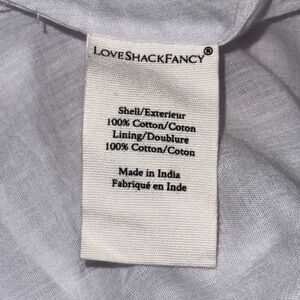 LoveShackFancy®
Shell/Exterieur
100% Cotton/Coton
Lining/Doublure
100% Cotton/Coton
Made in India
Fabriqué en Inde